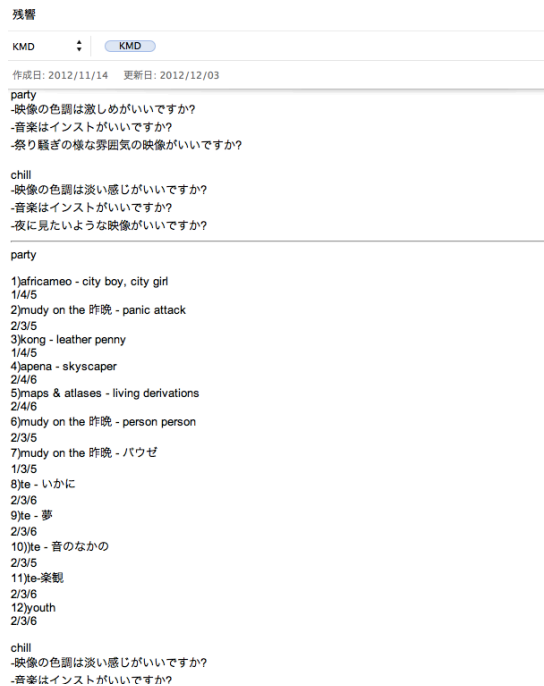 残響
KMD KMD
作成日: 2012/11/14 更新日: 2012/12/03
party
-映像の色調は激しめがいいですか?
-音楽はインストがいいですか?
-祭り騒ぎの様な雰囲気の映像がいいですか?
chill
-映像の色調は淡い感じがいいですか?
-音楽はインストがいいですか?
-夜に見たいような映像がいいですか?
party
1)africameo - city boy, city girl
1/4/5
2)mudy on the 昨晩 - panic attack
2/3/5
3)kong - leather penny
1/4/5
4)apena - skyscaper
2/4/6
5)maps & atlases - living derivations
2/4/6
6)mudy on the 昨晩 - person person
2/3/5
7)mudy on the 昨晩 - パウゼ
1/3/5
8)te - いかに
2/3/6
9)te - 夢
2/3/6
10))te - 音のなかの
2/3/5
11)te-楽観
2/3/6
12)youth
2/3/6
chill
-映像の色調は淡い感じがいいですか?
-音楽はインストがいいですか?